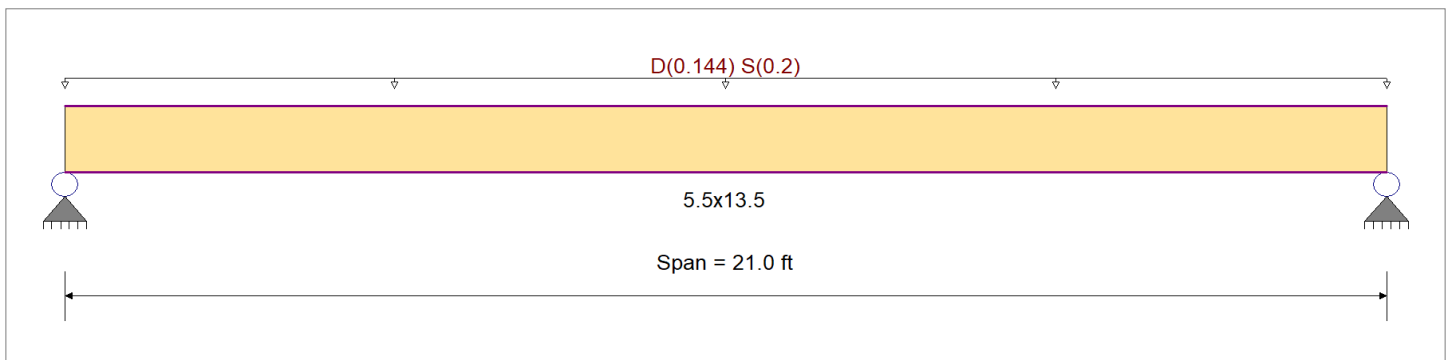 D(0.144) S(0.2)
5.5x13.5
Span = 21.0 ft